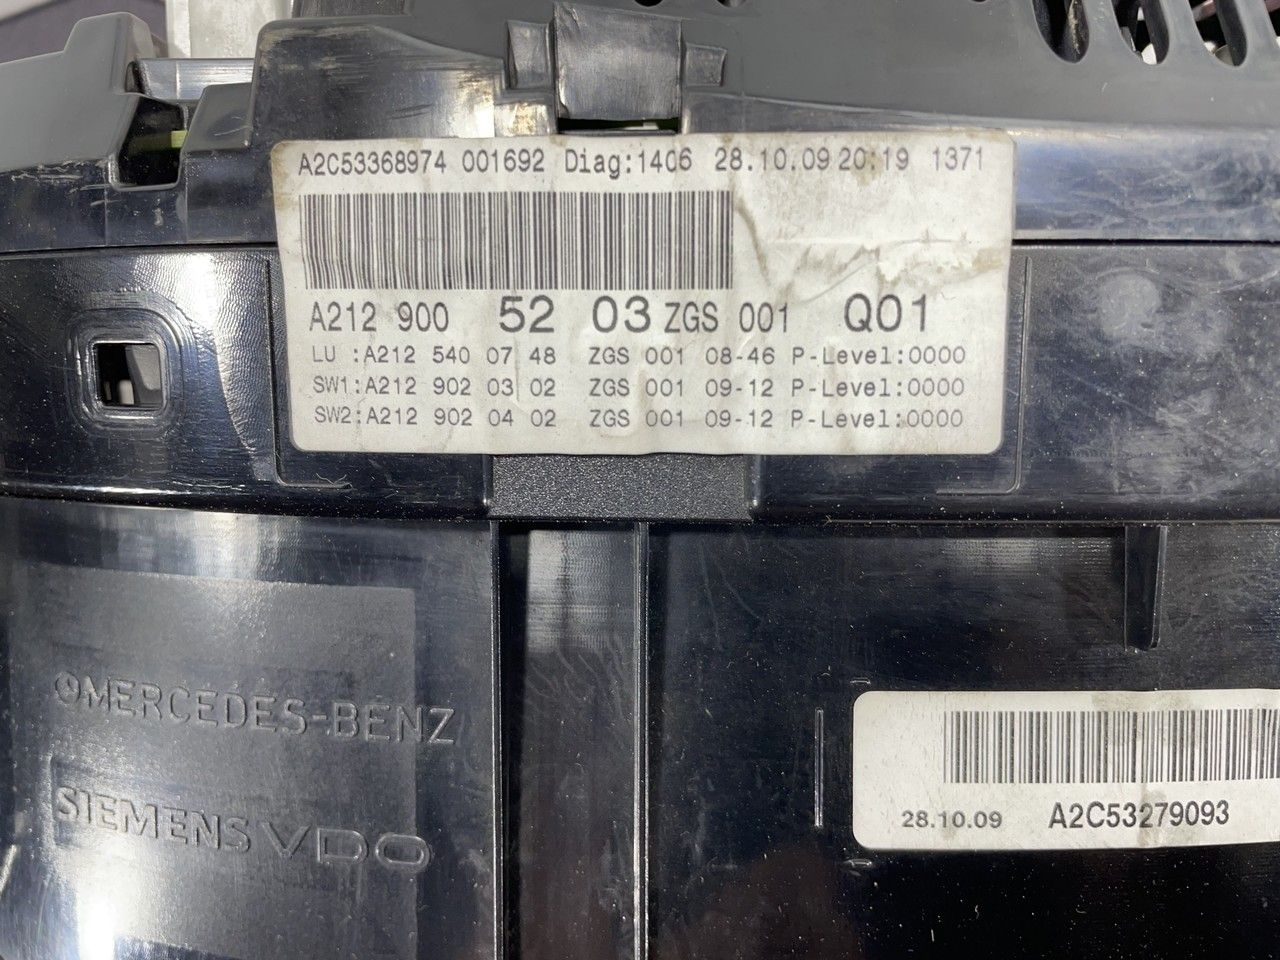 A2C53368974 001692 Diag:1406 28.10.09 20:19 1371
A212 900 52 03 ZGS 001 Q01
LU :A212 540 07 48 ZGS 001 08-46 P-Level:0000
SW1:A212 902 03 02 ZGS 001 09-12 P-Level:0000
SW2:A212 902 04 02 ZGS 001 09-12 P-Level:0000
MERCEDES-BENZ
SIEMENS VDO
28.10.09 A2C53279093